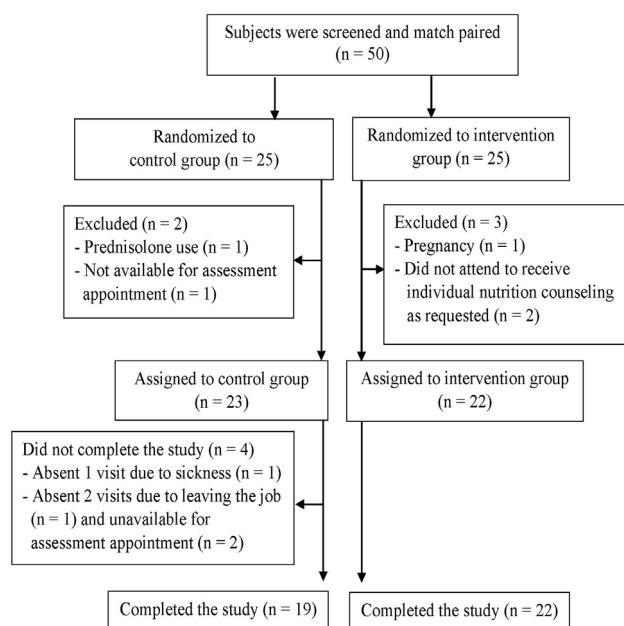 Subjects were screened and match paired
(n = 50)
Randomized to
control group (n = 25)
Randomized to intervention
group (n = 25)
Excluded (n = 2)
- Prednisolone use (n = 1)
- Not available for assessment
appointment (n = 1)
Excluded (n = 3)
- Pregnancy (n = 1)
- Did not attend to receive
individual nutrition counseling
as requested (n = 2)
Assigned to control group
(n = 23)
Assigned to intervention group
(n = 22)
Did not complete the study (n = 4)
- Absent 1 visit due to sickness (n = 1)
- Absent 2 visits due to leaving the job
(n = 1) and unavailable for
assessment appointment (n = 2)
Completed the study (n = 19)
Completed the study (n = 22)